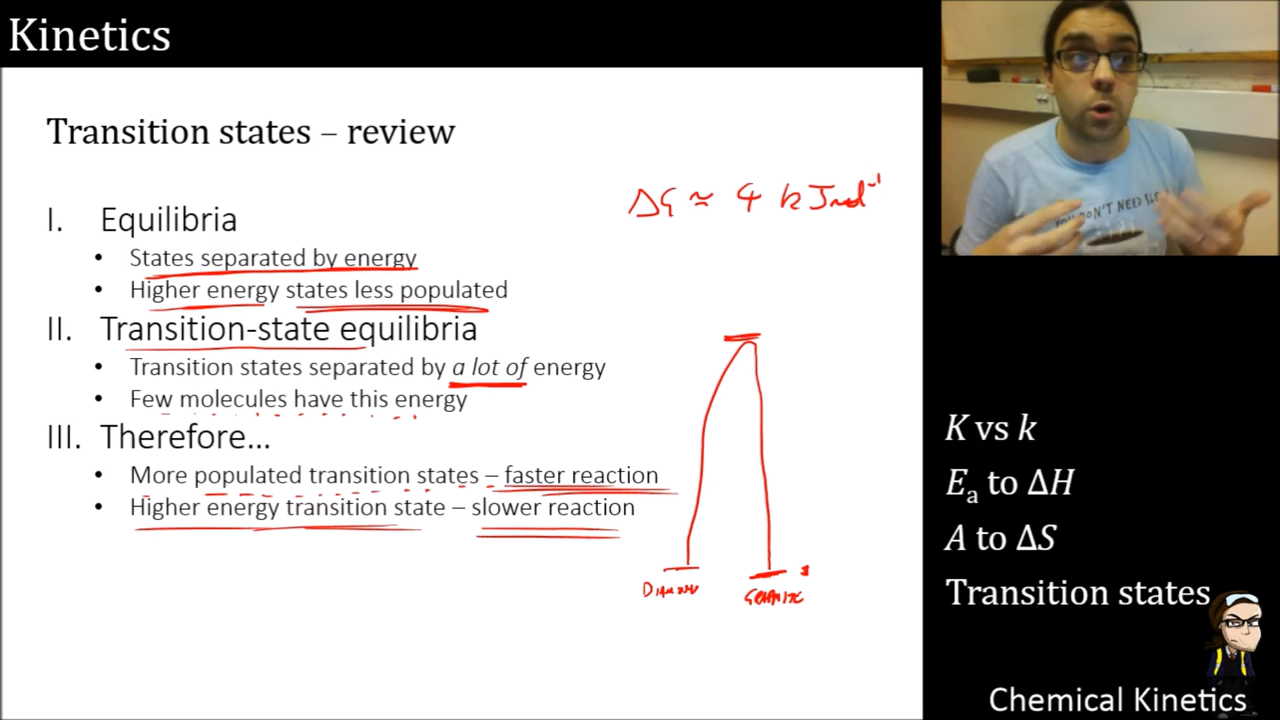 Kinetics
Transition states – review
ΔG ≈ 4 kJmol⁻¹
I. Equilibria
• States separated by energy
• Higher energy states less populated
II. Transition-state equilibria
• Transition states separated by a lot of energy
• Few molecules have this energy
III. Therefore...
• More populated transition states – faster reaction
• Higher energy transition state – slower reaction
DIAMOND
GRAPHITE
YOU DON'T NEED
K vs k
Eₐ to ΔH
A to ΔS
Transition states
Chemical Kinetics